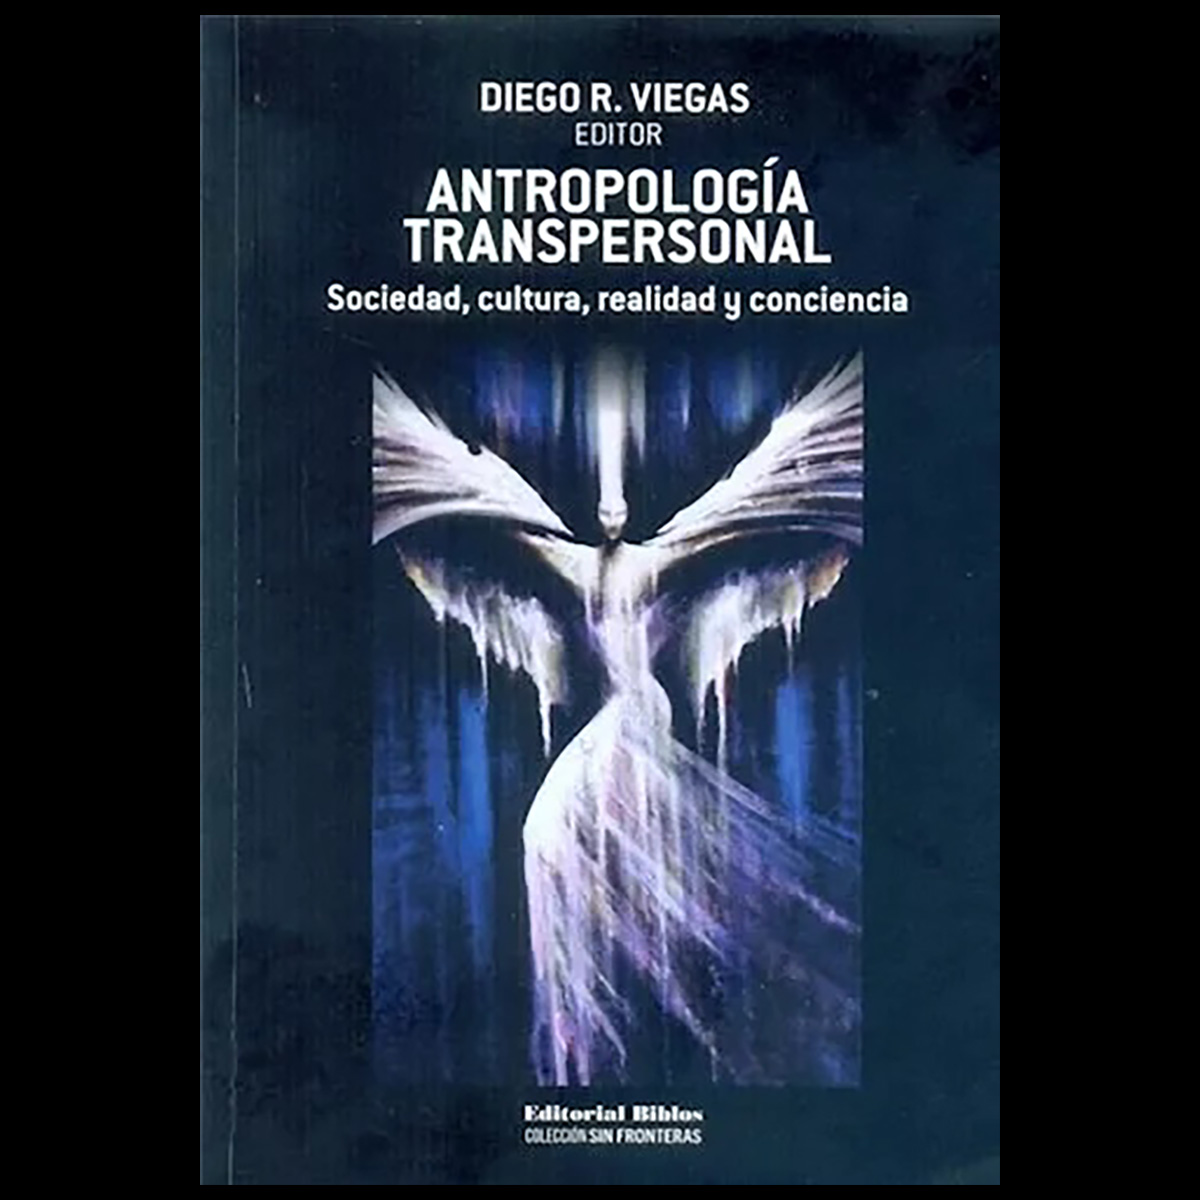 DIEGO R. VIEGAS
EDITOR
ANTROPOLOGÍA
TRANSPERSONAL
Sociedad, cultura, realidad y conciencia
Editorial Biblos
COLECCIÓN SIN FRONTERAS